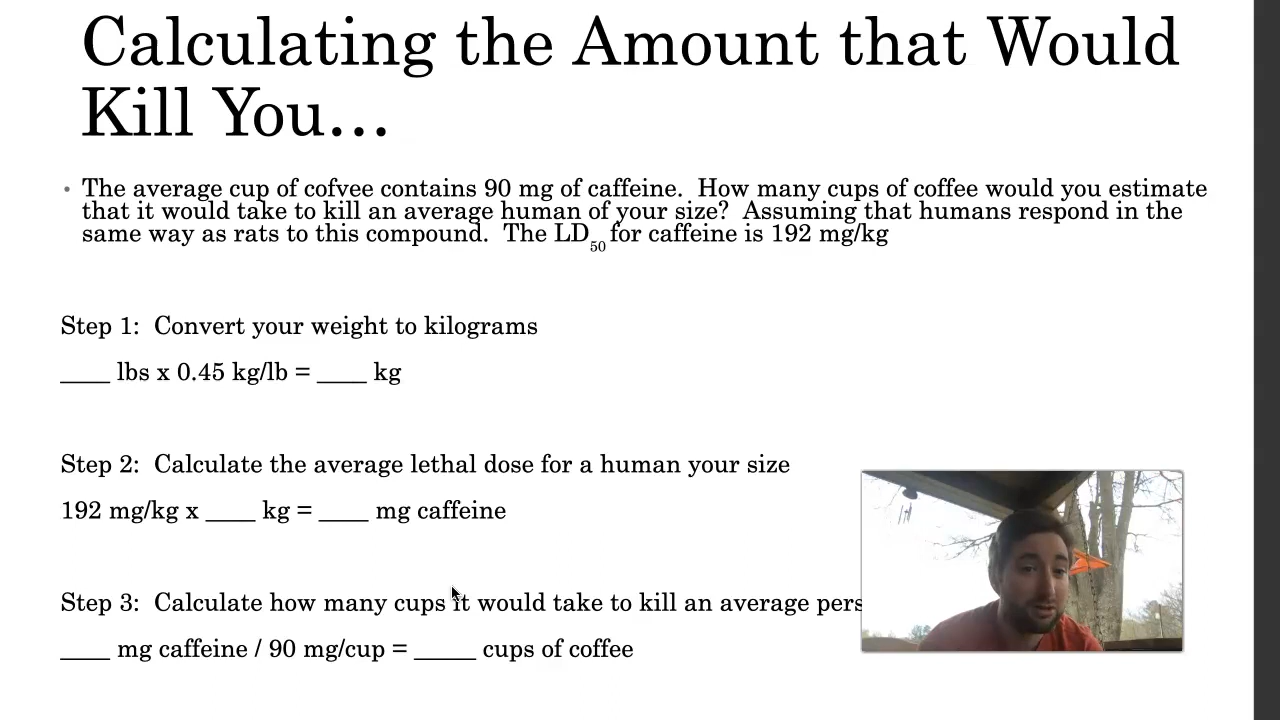 Calculating the Amount that Would
Kill You...
• The average cup of cofvee contains 90 mg of caffeine.  How many cups of coffee would you estimate
that it would take to kill an average human of your size?  Assuming that humans respond in the
same way as rats to this compound.  The LD50 for caffeine is 192 mg/kg
Step 1:  Convert your weight to kilograms
____ lbs x 0.45 kg/lb = ____ kg
Step 2:  Calculate the average lethal dose for a human your size
192 mg/kg x ____ kg = ____ mg caffeine
Step 3:  Calculate how many cups it would take to kill an average pers
____ mg caffeine / 90 mg/cup = _____ cups of coffee